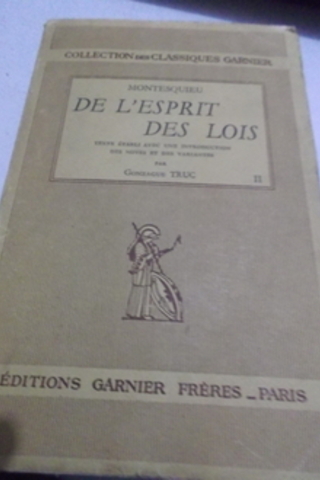 COLLECTION DES CLASSIQUES GARNIER
MONTESQUIEU
DE L'ESPRIT
DES LOIS
TEXTE ÉTABLI AVEC UNE INTRODUCTION
DES NOTES ET DES VARIANTES
PAR
GONZAGUE TRUC
II
ÉDITIONS GARNIER FRÈRES _ PARIS